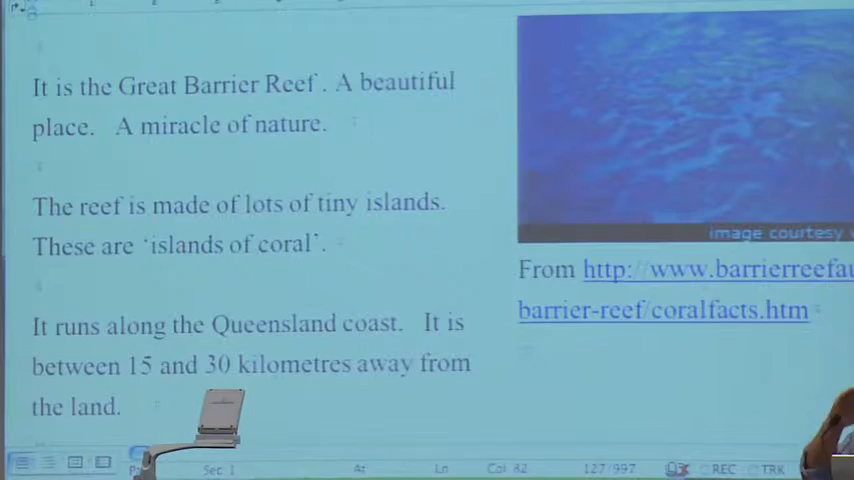 It is the Great Barrier Reef. A beautiful
place. A miracle of nature.
The reef is made of lots of tiny islands.
These are ‘islands of coral’.
It runs along the Queensland coast. It is
between 15 and 30 kilometres away from
the land.
image courtesy
From http://www.barrierreefau
barrier-reef/coralfacts.htm
Sec 1 At Ln Col 82 127/997 REC TRK